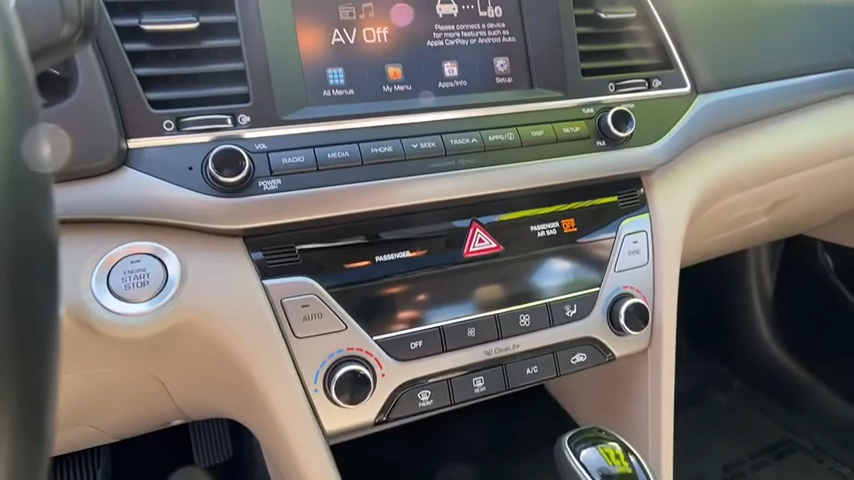 AV Off
Please connect a device
for more features.
(Apple CarPlay or Android Auto)
All Menus
My Menu
Apps/Info
Setup
VOL
TUNE
RADIO MEDIA PHONE ∨ SEEK TRACK ∧ APPS/ⓘ DISP SETUP
POWER
PUSH
FILE
PASSENGER
PASSENGER
AIR BAG
OFF
ENGINE
START
STOP
AUTO
SYNC
OFF
Clean Air
FRONT
REAR
A/C